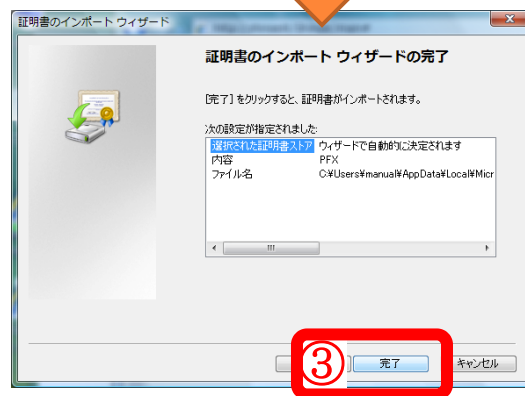 証明書のインポート ウィザード
証明書のインポート ウィザードの完了
[完了] をクリックすると、証明書がインポートされます。
次の設定が指定されました:
選択された証明書ストア ウィザードで自動的に決定されます
内容 PFX
ファイル名 C:¥Users¥manual¥AppData¥Local¥Micr
③ 完了 キャンセル